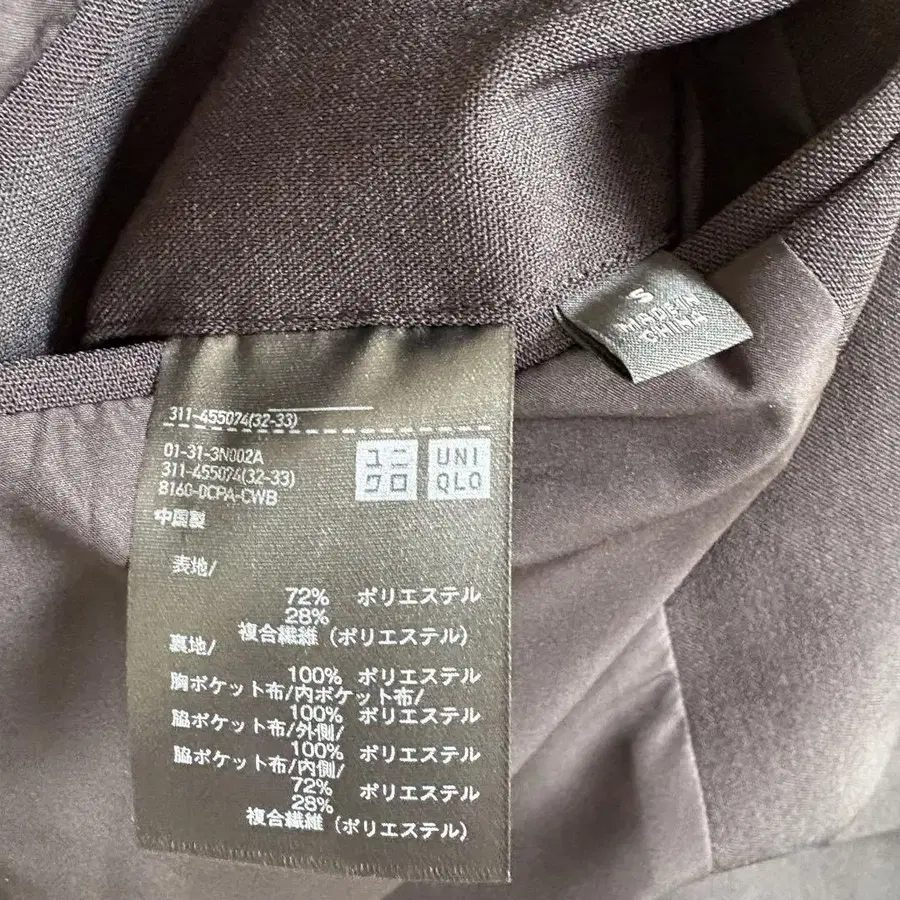 S
MADE IN
CHINA
311-455074(32-33)
01-31-3N002A
311-455074(32-33)
8160-DCPA-CWB
ユニ
クロ
UNI
QLO
中国製
表地/
72% ポリエステル
28%
複合繊維 (ポリエステル)
裏地/
100% ポリエステル
胸ポケット布/内ポケット布/
100% ポリエステル
脇ポケット布/外側/
100% ポリエステル
脇ポケット布/内側/
72% ポリエステル
28%
複合繊維 (ポリエステル)